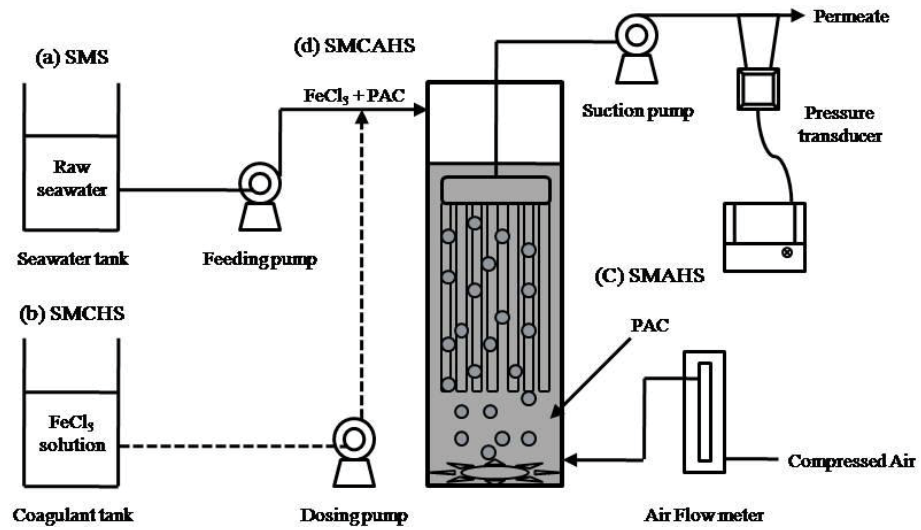 (a) SMS
Raw
seawater
Seawater tank
Feeding pump
(b) SMCHS
FeCl₃
solution
Coagulant tank
Dosing pump
(d) SMCAHS
FeCl₃ + PAC
Suction pump
Permeate
Pressure
transducer
(C) SMAHS
PAC
Compressed Air
Air Flow meter